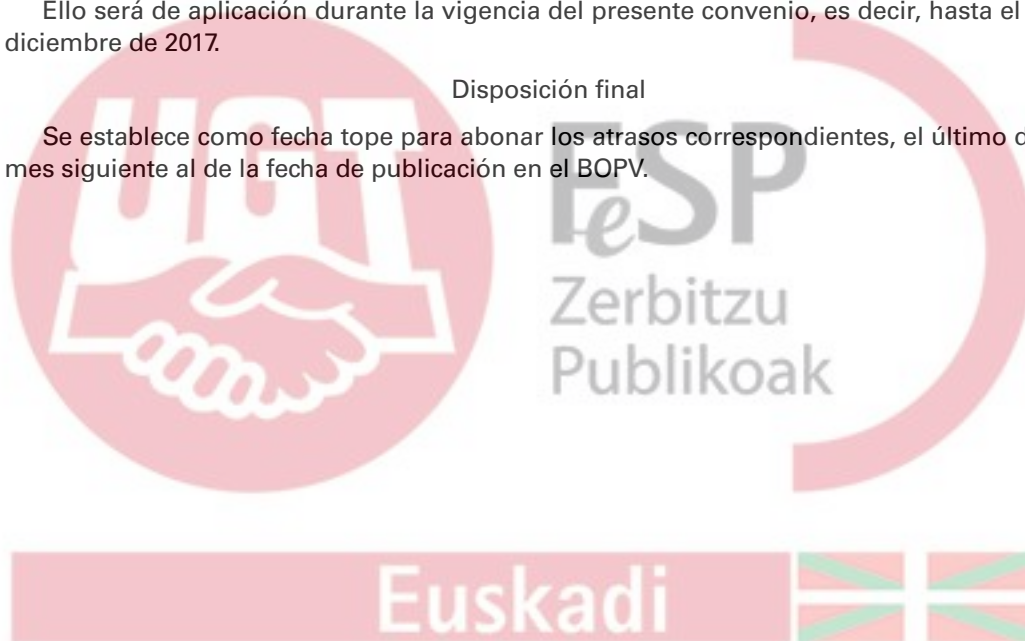 Ello será de aplicación durante la vigencia del presente convenio, es decir, hasta el
diciembre de 2017.
Disposición final
Se establece como fecha tope para abonar los atrasos correspondientes, el último
mes siguiente al de la fecha de publicación en el BOPV.
UGT
FeSP
Zerbitzu
Publikoak
Euskadi